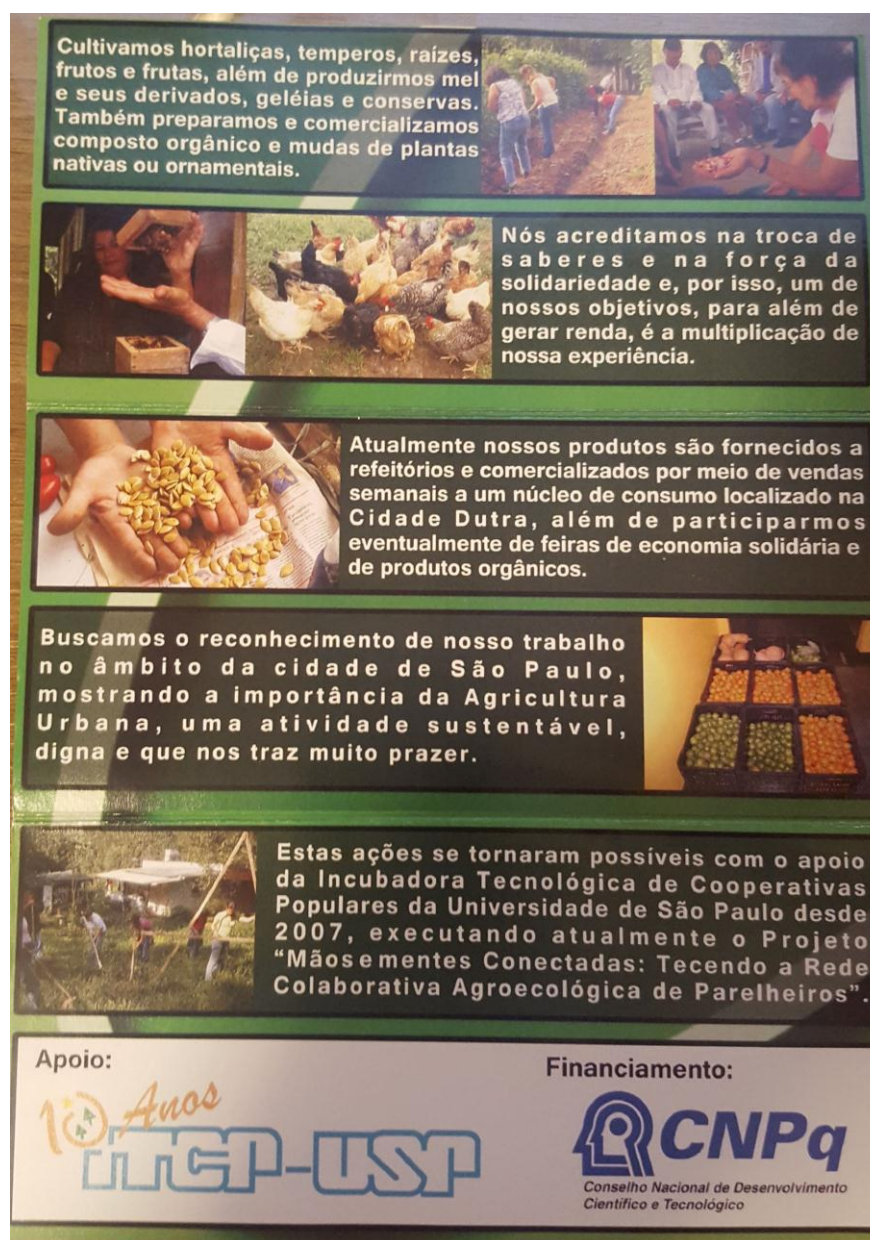 Cultivamos hortaliças, temperos, raízes,
frutos e frutas, além de produzirmos mel
e seus derivados, geléias e conservas.
Também preparamos e comercializamos
composto orgânico e mudas de plantas
nativas ou ornamentais.
Nós acreditamos na troca de
saberes e na força da
solidariedade e, por isso, um de
nossos objetivos, para além de
gerar renda, é a multiplicação de
nossa experiência.
Atualmente nossos produtos são fornecidos a
refeitórios e comercializados por meio de vendas
semanais a um núcleo de consumo localizado na
Cidade Dutra, além de participarmos
eventualmente de feiras de economia solidária e
de produtos orgânicos.
Buscamos o reconhecimento de nosso trabalho
no âmbito da cidade de São Paulo,
mostrando a importância da Agricultura
Urbana, uma atividade sustentável,
digna e que nos traz muito prazer.
Estas ações se tornaram possíveis com o apoio
da Incubadora Tecnológica de Cooperativas
Populares da Universidade de São Paulo desde
2007, executando atualmente o Projeto
“Mãos e mentes Conectadas: Tecendo a Rede
Colaborativa Agroecológica de Parelheiros”.
Apoio:
10 Anos
ITCP-USP
Financiamento:
CNPq
Conselho Nacional de Desenvolvimento
Científico e Tecnológico